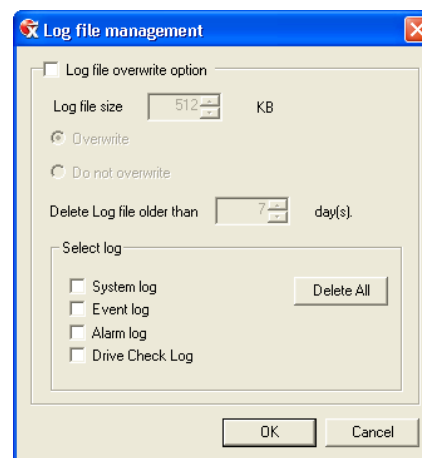 Log file management
Log file overwrite option
Log file size 512 KB
Overwrite
Do not overwrite
Delete Log file older than 7 day(s).
Select log
System log
Delete All
Event log
Alarm log
Drive Check Log
OK Cancel